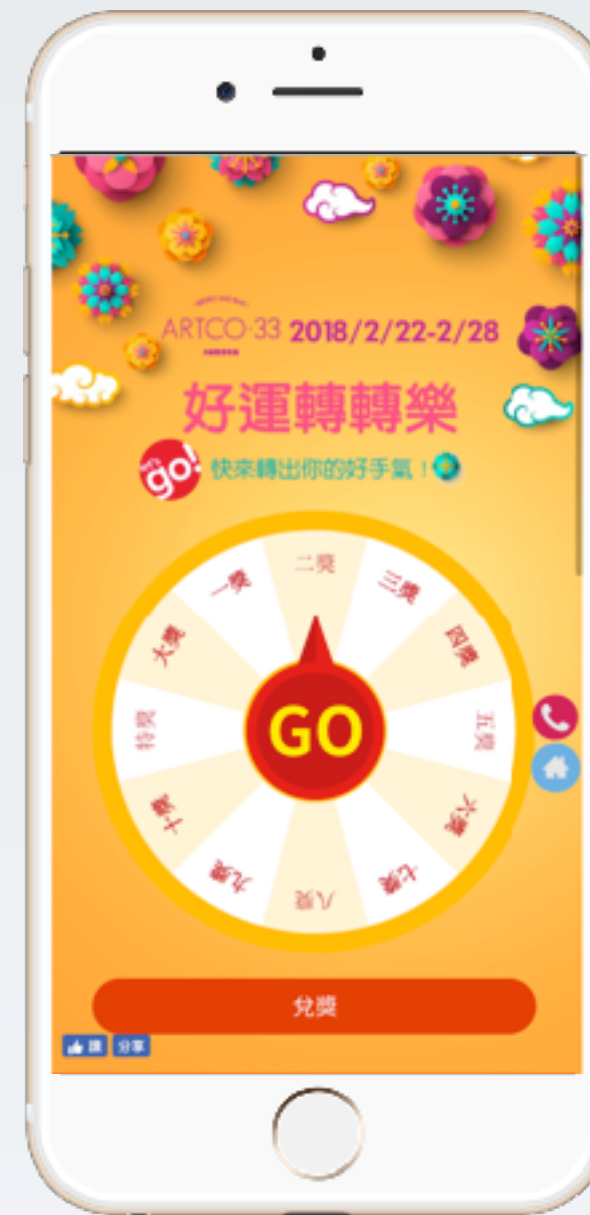 ARTCO·33 2018/2/22-2/28
好運轉轉樂
let's go! 快來轉出你的好手氣！
二獎
三獎
四獎
五獎
六獎
七獎
八獎
九獎
十獎
特獎
大獎
一獎
GO
兌獎
讚 分享